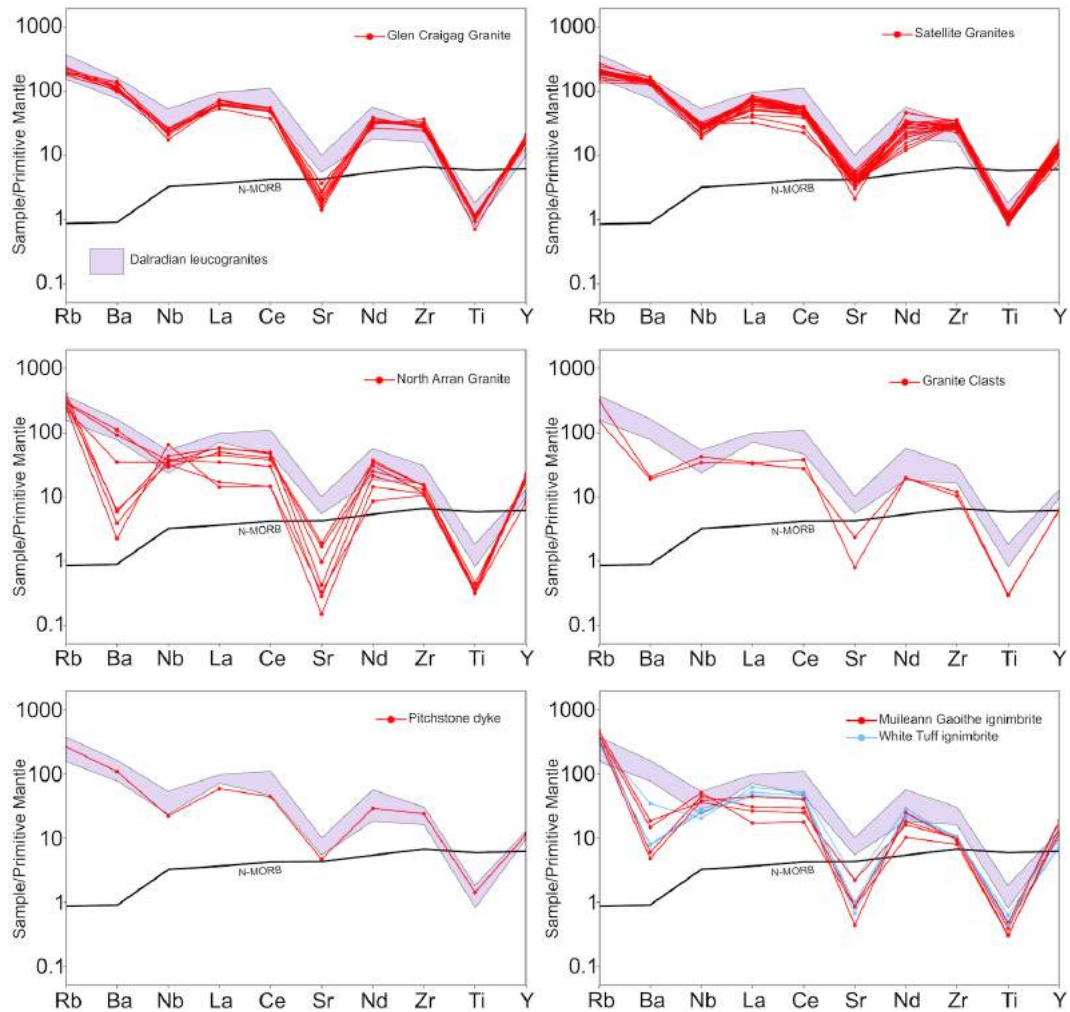 1000
100
10
1
0.1
Sample/Primitive Mantle
Glen Craigag Granite
N-MORB
Dalradian leucogranites
Rb Ba Nb La Ce Sr Nd Zr Ti Y
1000
100
10
1
0.1
Sample/Primitive Mantle
Satellite Granites
N-MORB
Rb Ba Nb La Ce Sr Nd Zr Ti Y
1000
100
10
1
0.1
Sample/Primitive Mantle
North Arran Granite
N-MORB
Rb Ba Nb La Ce Sr Nd Zr Ti Y
1000
100
10
1
0.1
Sample/Primitive Mantle
Granite Clasts
N-MORB
Rb Ba Nb La Ce Sr Nd Zr Ti Y
1000
100
10
1
0.1
Sample/Primitive Mantle
Pitchstone dyke
N-MORB
Rb Ba Nb La Ce Sr Nd Zr Ti Y
1000
100
10
1
0.1
Sample/Primitive Mantle
Muileann Gaoithe ignimbrite
White Tuff ignimbrite
N-MORB
Rb Ba Nb La Ce Sr Nd Zr Ti Y